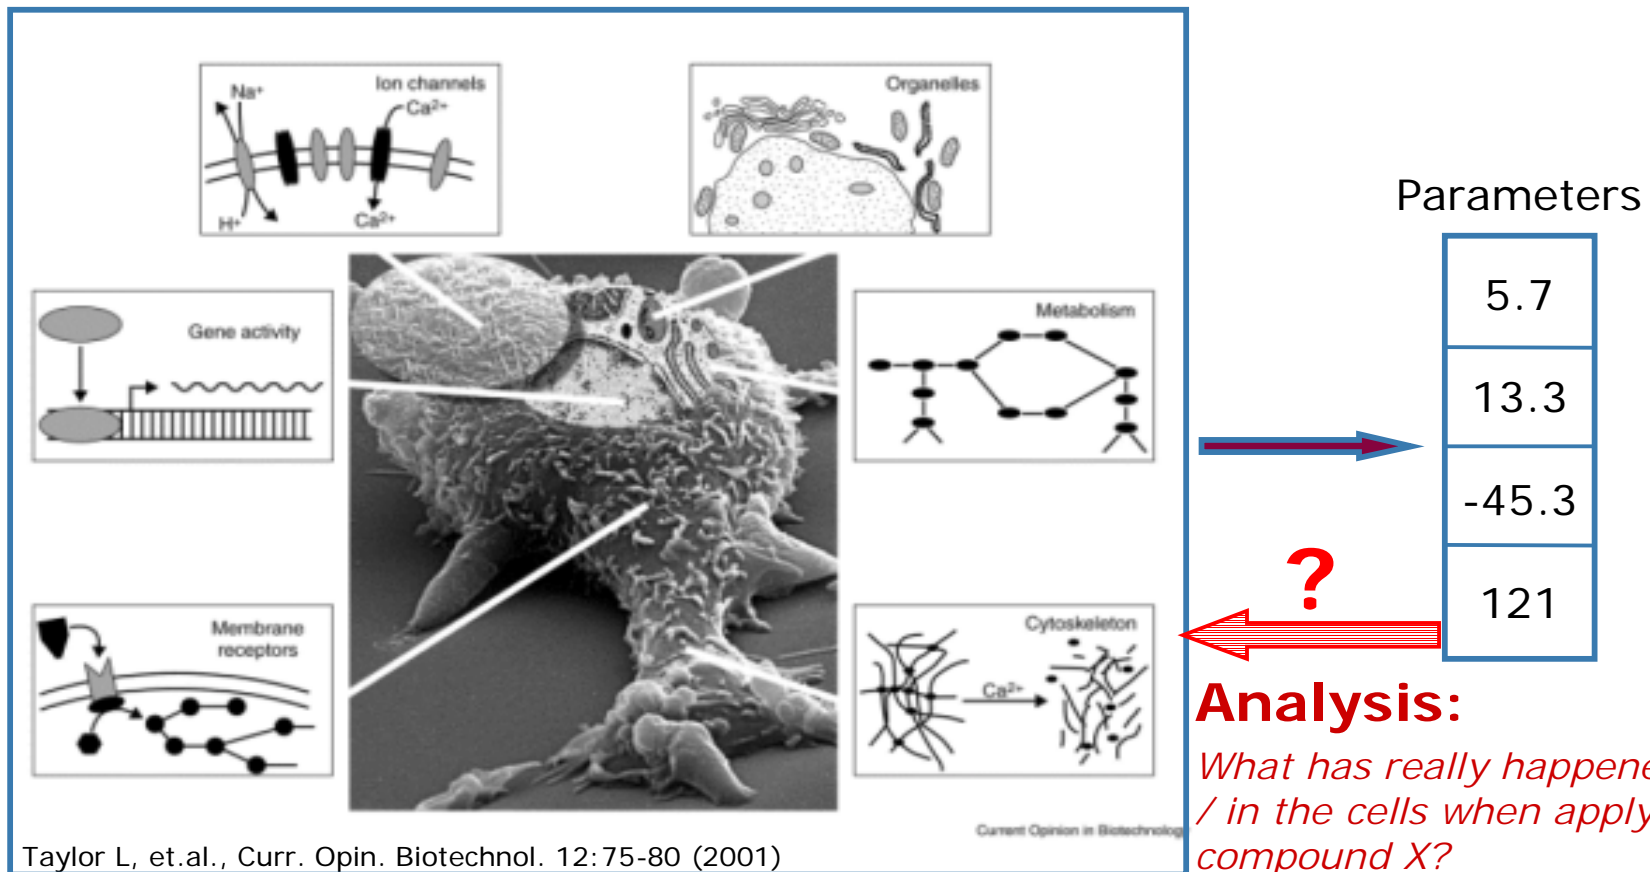 Ion channels
Na⁺
Ca²⁺
H⁺
Ca²⁺
Organelles
Parameters
5.7
13.3
-45.3
121
Gene activity
Metabolism
Membrane
receptors
Cytoskeleton
Ca²⁺
?
Analysis:
What has really happene
/ in the cells when apply
compound X?
Current Opinion in Biotechnology
Taylor L, et.al., Curr. Opin. Biotechnol. 12:75-80 (2001)